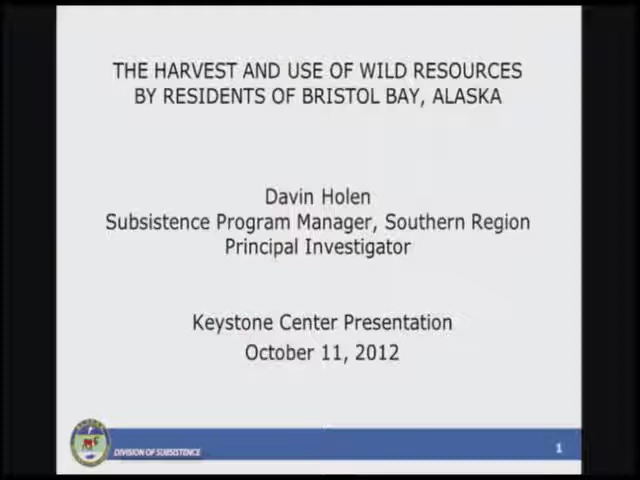 THE HARVEST AND USE OF WILD RESOURCES
BY RESIDENTS OF BRISTOL BAY, ALASKA
Davin Holen
Subsistence Program Manager, Southern Region
Principal Investigator
Keystone Center Presentation
October 11, 2012
DIVISION OF SUBSISTENCE
1